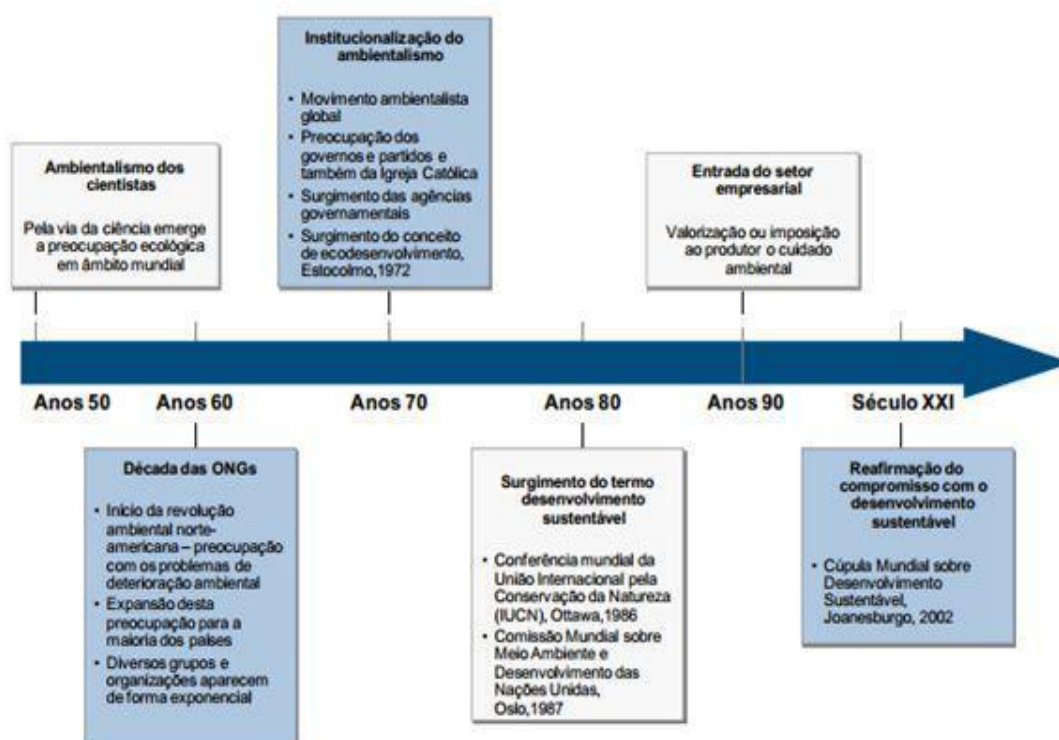 Institucionalização do
ambientalismo
• Movimento ambientalista
global
• Preocupação dos
governos e partidos e
também da Igreja Católica
• Surgimento das agências
governamentais
• Surgimento do conceito
de ecodesenvolvimento,
Estocolmo,1972
Ambientalismo dos
cientistas
Pela via da ciência emerge
a preocupação ecológica
em âmbito mundial
Entrada do setor
empresarial
Valorização ou imposição
ao produtor o cuidado
ambiental
Anos 50
Anos 60
Anos 70
Anos 80
Anos 90
Século XXI
Década das ONGs
• Início da revolução
ambiental norte-
americana – preocupação
com os problemas de
deterioração ambiental
• Expansão desta
preocupação para a
maioria dos países
• Diversos grupos e
organizações aparecem
de forma exponencial
Surgimento do termo
desenvolvimento
sustentável
• Conferência mundial da
União Internacional pela
Conservação da Natureza
(IUCN), Ottawa,1986
• Comissão Mundial sobre
Meio Ambiente e
Desenvolvimento das
Nações Unidas,
Oslo,1987
Reafirmação do
compromisso com o
desenvolvimento
sustentável
• Cúpula Mundial sobre
Desenvolvimento
Sustentável,
Joanesburgo, 2002